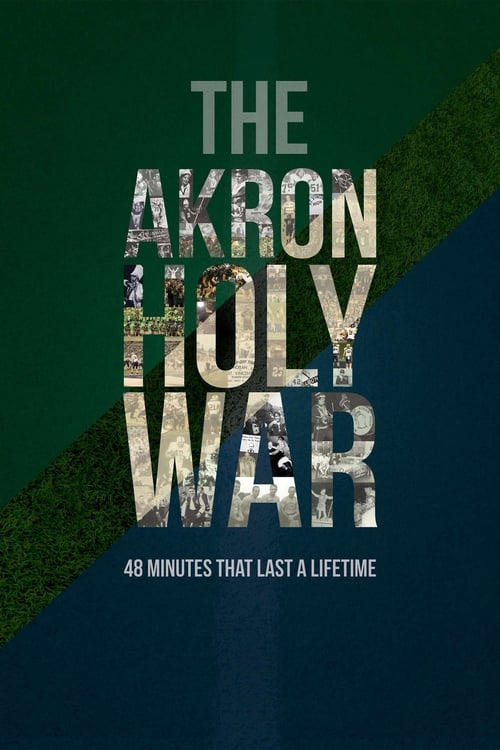 THE
AKRON
HOLY
WAR
48 MINUTES THAT LAST A LIFETIME